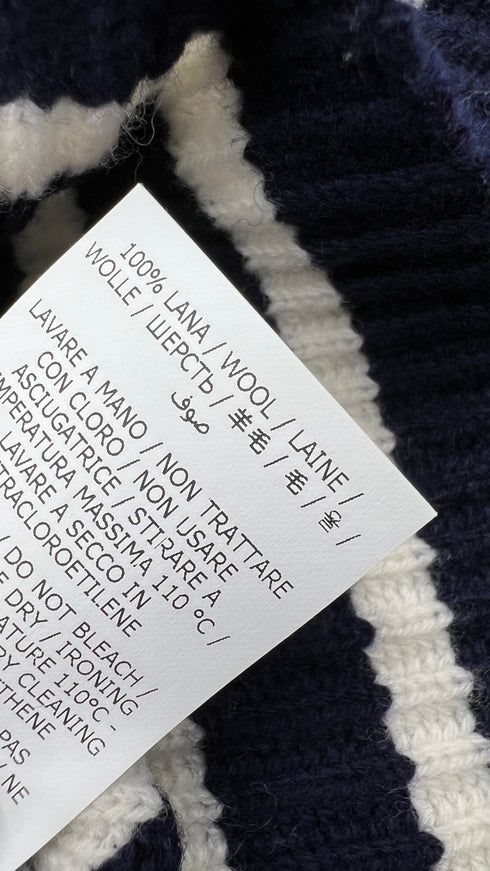 100% LANA / WOOL / LAINE /
WOLLE / ШЕРСТЬ / 羊毛 / 毛 / 울 /
صوف
LAVARE A MANO / NON TRATTARE
CON CLORO / NON USARE
ASCIUGATRICE / STIRARE A
TEMPERATURA MASSIMA 110 °C /
LAVARE A SECCO IN
TRACLOROETILENE
/ DO NOT BLEACH/
DRY / IRONING
ATURE 110°C -
RY CLEANING
THENE
PAS
/ NE